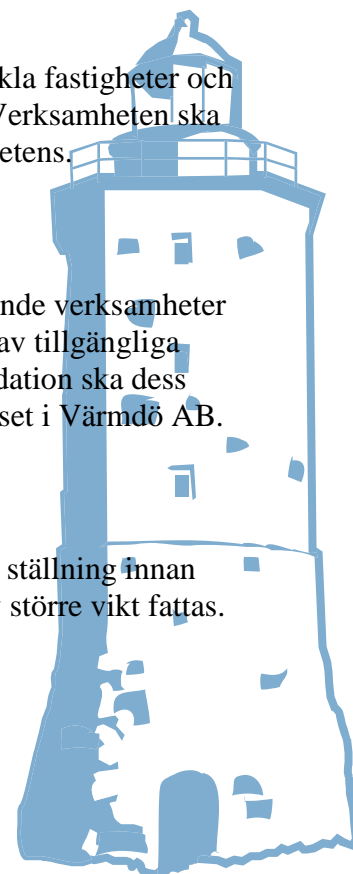 kla fastigheter och
Verksamheten ska
etens.
nde verksamheter
av tillgängliga
dation ska dess
set i Värmdö AB.
ställning innan
större vikt fattas.